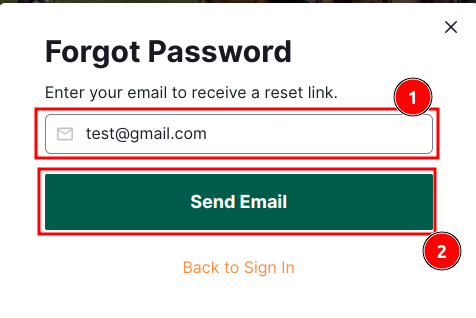 Forgot Password
Enter your email to receive a reset link.
1
test@gmail.com
Send Email
2
Back to Sign In